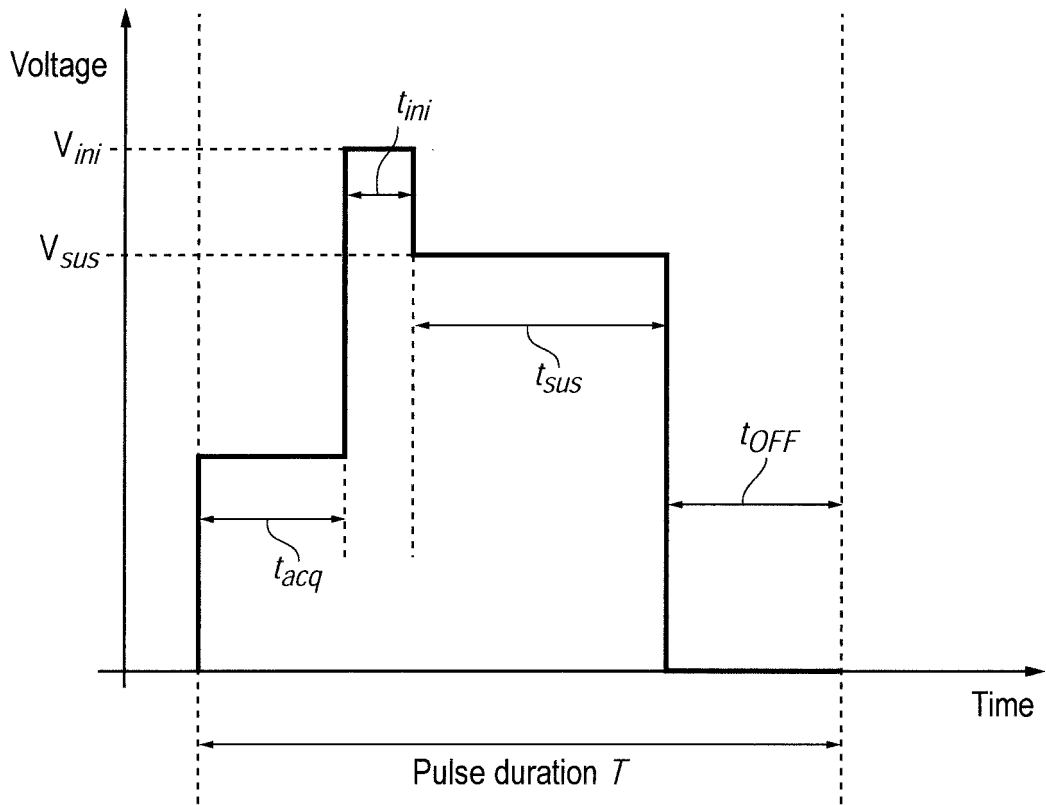 Voltage
t_ini
V_ini
V_sus
t_sus
t_OFF
t_acq
Time
Pulse duration T